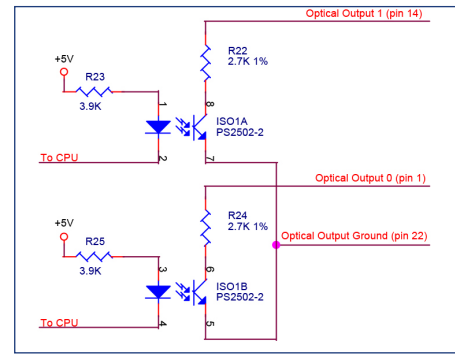 Optical Output 1 (pin 14)
+5V
R23
3.9K
R22
2.7K 1%
1
8
ISO1A
PS2502-2
2
7
To CPU
Optical Output 0 (pin 1)
+5V
R25
3.9K
R24
2.7K 1%
Optical Output Ground (pin 22)
3
6
ISO1B
PS2502-2
4
5
To CPU